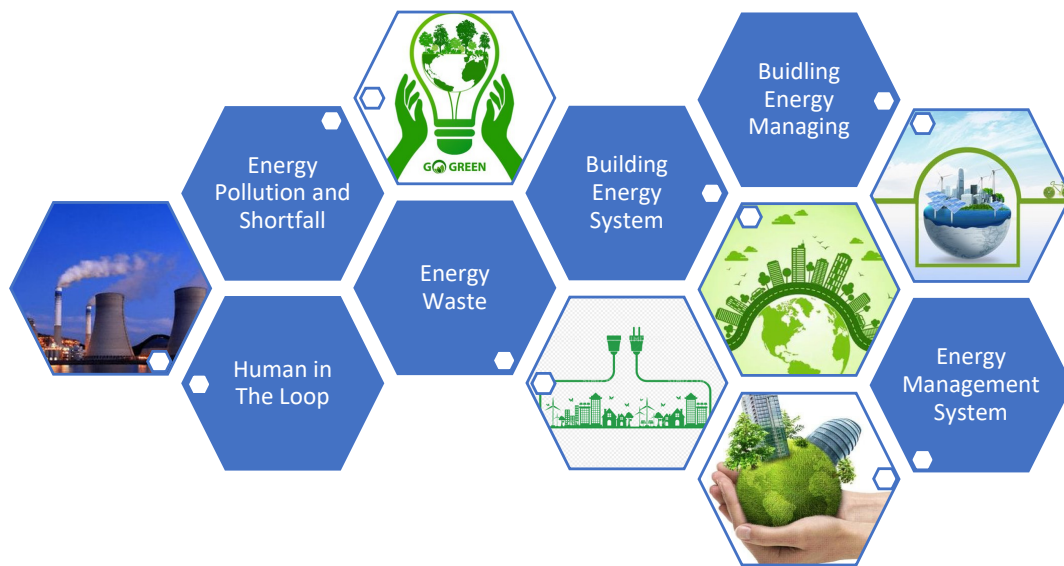 Energy
Pollution and
Shortfall
Human in
The Loop
GO GREEN
Energy
Waste
Building
Energy
System
Buidling
Energy
Managing
Energy
Management
System